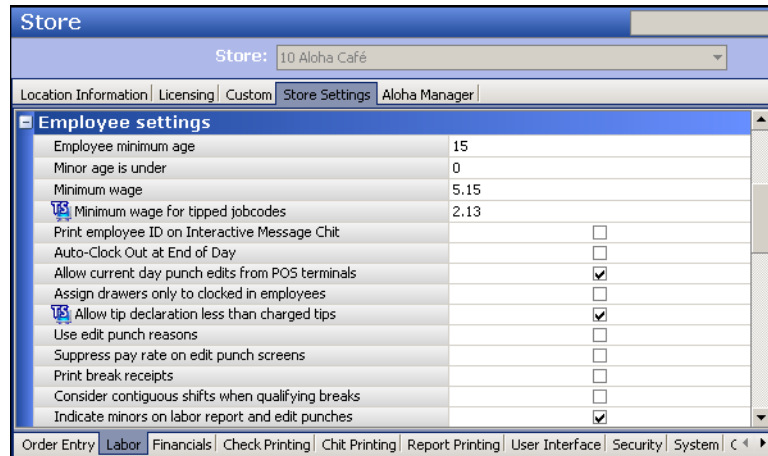 Store
Store: 10 Aloha Café
Location Information Licensing Custom Store Settings Aloha Manager
Employee settings
Employee minimum age 15
Minor age is under 0
Minimum wage 5.15
TS Minimum wage for tipped jobcodes 2.13
Print employee ID on Interactive Message Chit
Auto-Clock Out at End of Day
Allow current day punch edits from POS terminals
Assign drawers only to clocked in employees
TS Allow tip declaration less than charged tips
Use edit punch reasons
Suppress pay rate on edit punch screens
Print break receipts
Consider contiguous shifts when qualifying breaks
Indicate minors on labor report and edit punches
Order Entry Labor Financials Check Printing Chit Printing Report Printing User Interface Security System